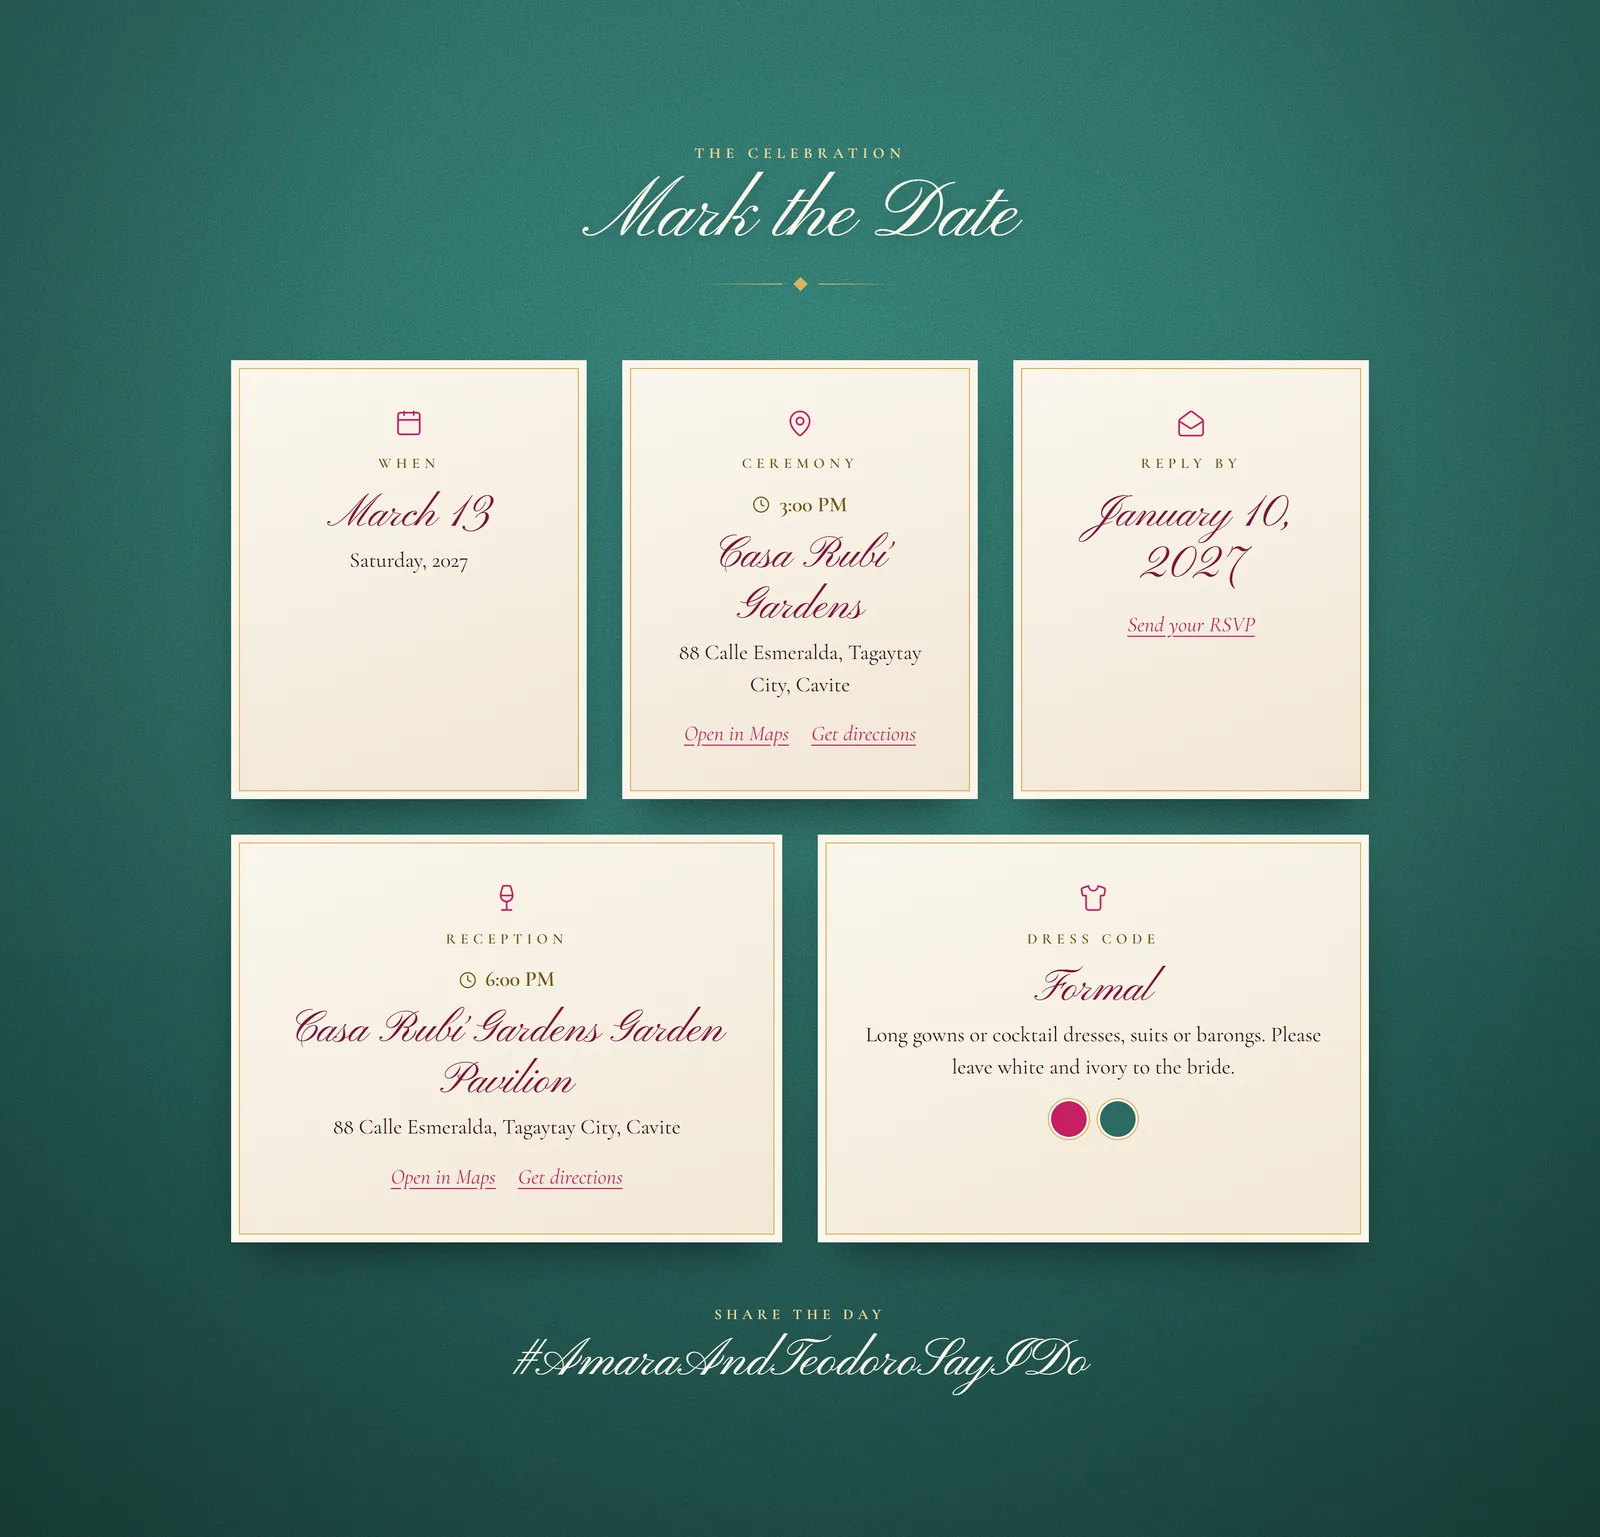 THE CELEBRATION
Mark the Date
WHEN
March 13
Saturday, 2027
CEREMONY
3:00 PM
Casa Rubí
Gardens
88 Calle Esmeralda, Tagaytay
City, Cavite
Open in Maps Get directions
REPLY BY
January 10,
2027
Send your RSVP
RECEPTION
6:00 PM
Casa Rubí Gardens Garden
Pavilion
88 Calle Esmeralda, Tagaytay City, Cavite
Open in Maps Get directions
DRESS CODE
Formal
Long gowns or cocktail dresses, suits or barongs. Please
leave white and ivory to the bride.
SHARE THE DAY
#AmaraAndTeodoroSayIDo